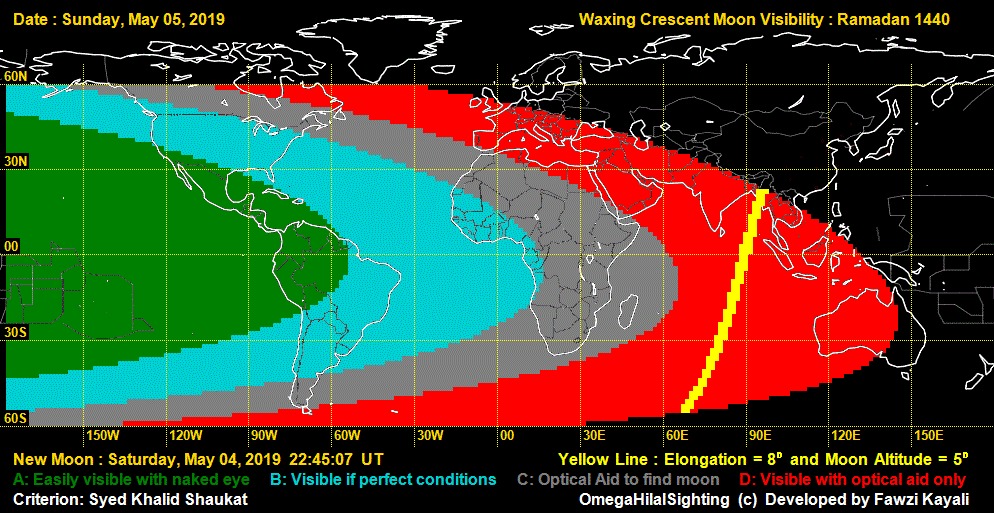 Date : Sunday, May 05, 2019
Waxing Crescent Moon Visibility : Ramadan 1440
60N
30N
00
30S
60S
150W 120W 90W 60W 30W 00 30E 60E 90E 120E 150E
New Moon : Saturday, May 04, 2019 22:45:07 UT
Yellow Line : Elongation = 8º and Moon Altitude = 5º
A: Easily visible with naked eye B: Visible if perfect conditions C: Optical Aid to find moon D: Visible with optical aid only
Criterion: Syed Khalid Shaukat
OmegaHilalSighting (c) Developed by Fawzi Kayali